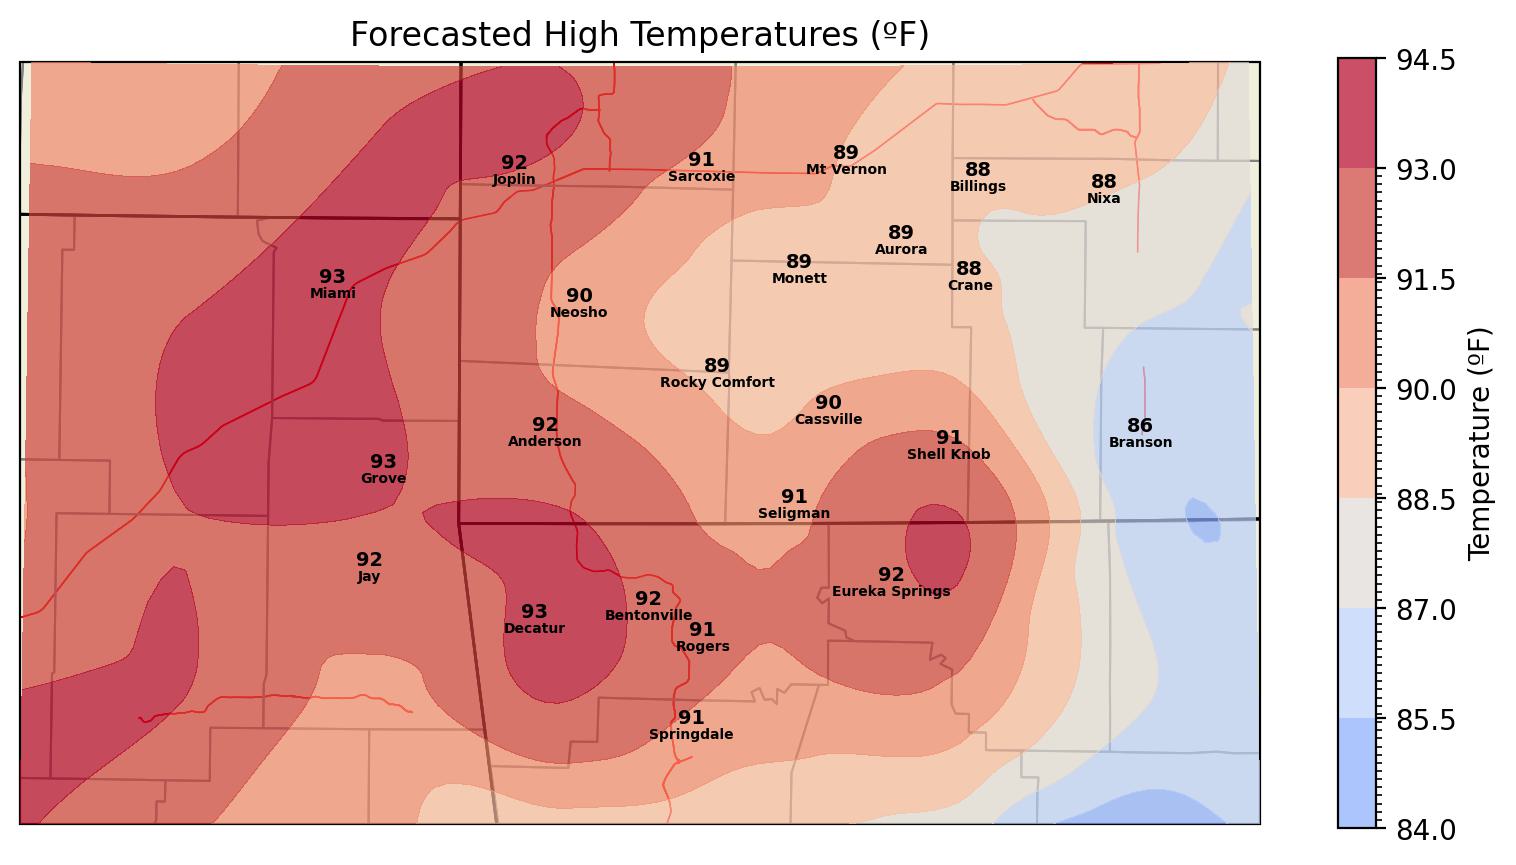 Forecasted High Temperatures (ºF)
92
Joplin
91
Sarcoxie
89
Mt Vernon
88
Billings
88
Nixa
89
Aurora
89
Monett
88
Crane
93
Miami
90
Neosho
89
Rocky Comfort
90
Cassville
92
Anderson
91
Shell Knob
86
Branson
93
Grove
91
Seligman
92
Jay
92
Eureka Springs
93
Decatur
92
Bentonville
91
Rogers
91
Springdale
94.5
93.0
91.5
90.0
88.5
87.0
85.5
84.0
Temperature (ºF)